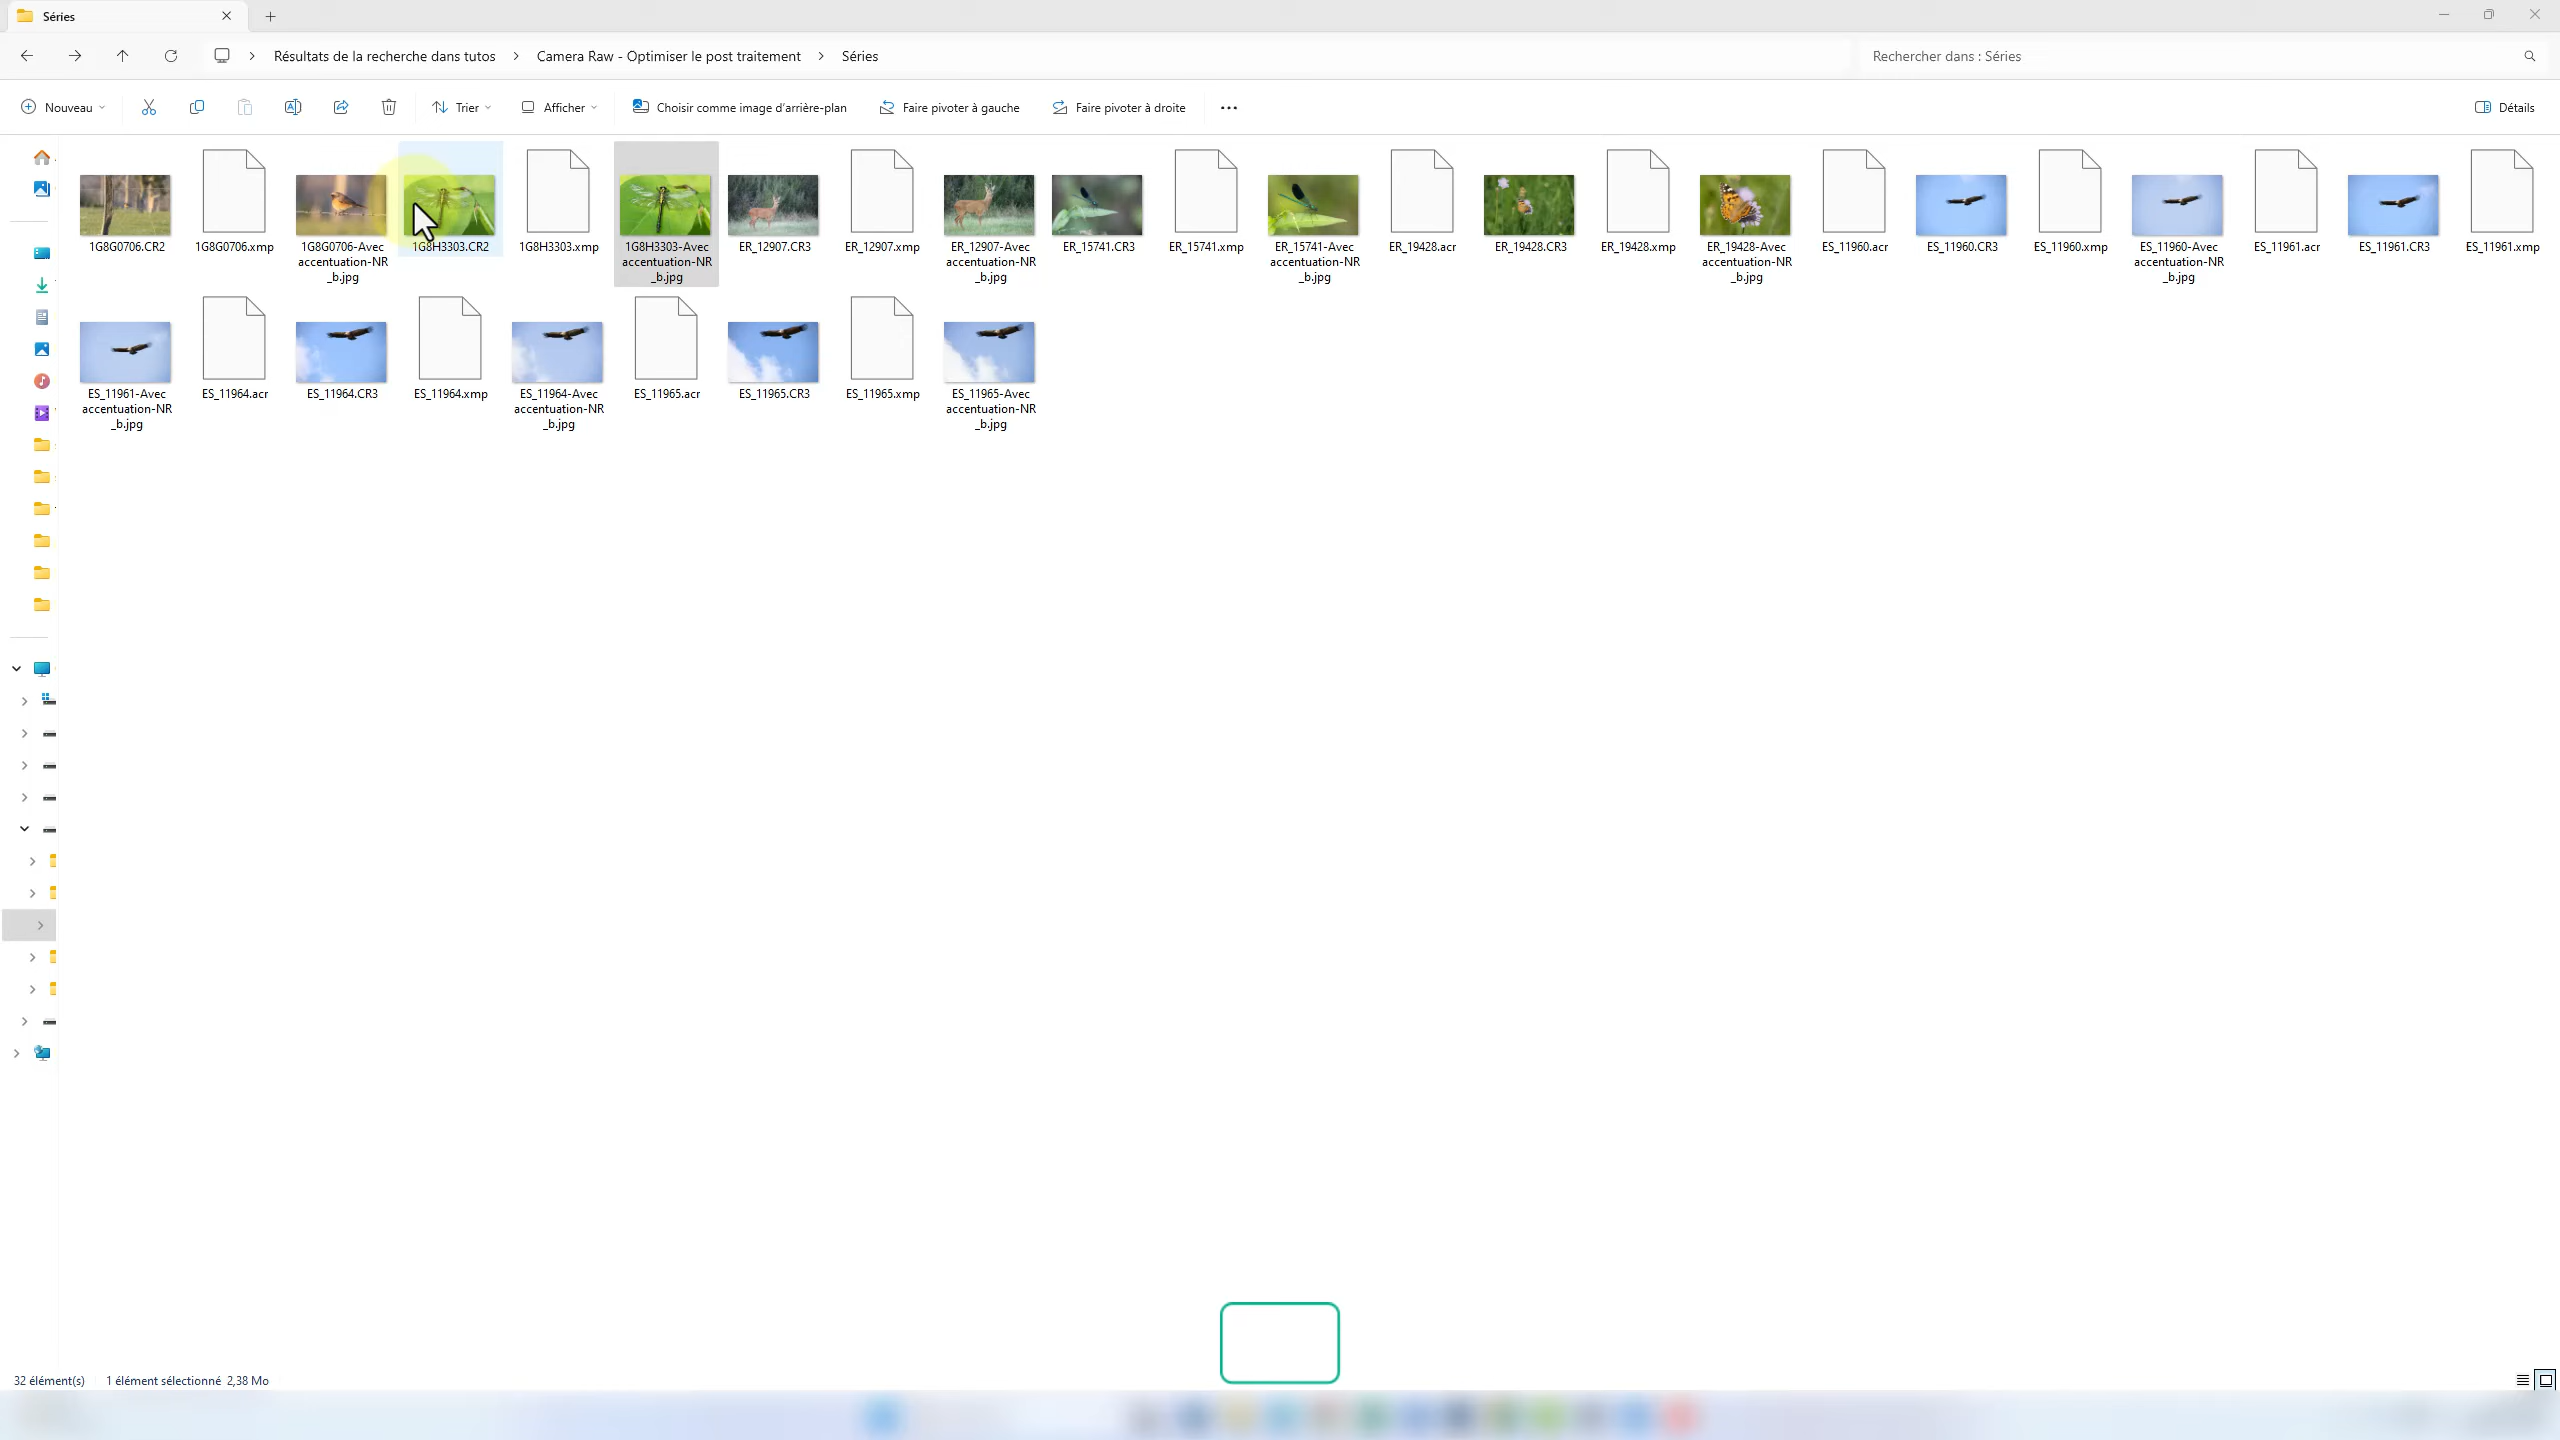 Séries
Résultats de la recherche dans tutos
Camera Raw - Optimiser le post traitement
Séries
Rechercher dans : Séries
Nouveau
Trier
Afficher
Choisir comme image d'arrière-plan
Faire pivoter à gauche
Faire pivoter à droite
Détails
1G8G0706.CR2
1G8G0706.xmp
1G8G0706-Avec
accentuation-NR
_b.jpg
1G8H3303.CR2
1G8H3303.xmp
1G8H3303-Avec
accentuation-NR
_b.jpg
ER_12907.CR3
ER_12907.xmp
ER_12907-Avec
accentuation-NR
_b.jpg
ER_15741.CR3
ER_15741.xmp
ER_15741-Avec
accentuation-NR
_b.jpg
ER_19428.acr
ER_19428.CR3
ER_19428.xmp
ER_19428-Avec
accentuation-NR
_b.jpg
ES_11960.acr
ES_11960.CR3
ES_11960.xmp
ES_11960-Avec
accentuation-NR
_b.jpg
ES_11961.acr
ES_11961.CR3
ES_11961.xmp
ES_11961-Avec
accentuation-NR
_b.jpg
ES_11964.acr
ES_11964.CR3
ES_11964.xmp
ES_11964-Avec
accentuation-NR
_b.jpg
ES_11965.acr
ES_11965.CR3
ES_11965.xmp
ES_11965-Avec
accentuation-NR
_b.jpg
32 élément(s)
1 élément sélectionné 2,38 Mo